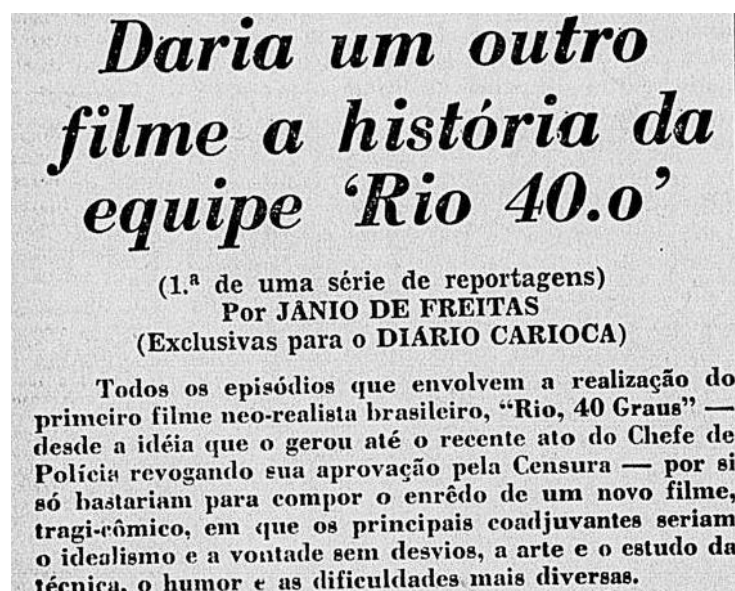 Daria um outro
filme a história da
equipe ‘Rio 40.o’
(1.ª de uma série de reportagens)
Por JÂNIO DE FREITAS
(Exclusivas para o DIÁRIO CARIOCA)
Todos os episódios que envolvem a realização do
primeiro filme neo-realista brasileiro, “Rio, 40 Graus” —
desde a idéia que o gerou até o recente ato do Chefe de
Polícia revogando sua aprovação pela Censura — por si
só bastariam para compor o enrêdo de um novo filme,
tragi-cômico, em que os principais coadjuvantes seriam
o idealismo e a vontade sem desvios, a arte e o estudo da
técnica, o humor e as dificuldades mais diversas.